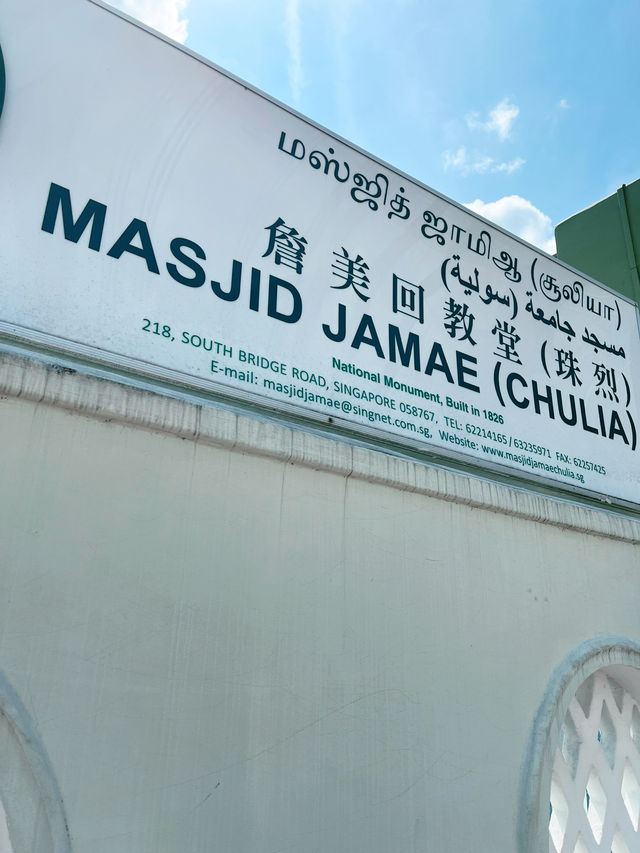 மஸ்ஜித் ஜாமிஆ (சூலியா)
مسجد جامعة (سولية)
詹美回教堂 (珠烈)
MASJID JAMAE (CHULIA)
National Monument, Built in 1826
218, SOUTH BRIDGE ROAD, SINGAPORE 058767, TEL: 62214165 / 63235971 FAX: 62257425
E-mail: masjidjamae@singnet.com.sg, Website: www.masjidjamaechulia.sg